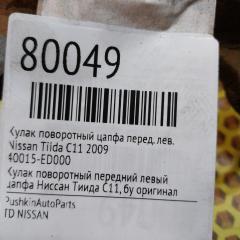 80049
Кулак поворотный цапфа перед. лев.
Nissan Tiida C11 2009
40015-ED000
Кулак поворотный передний левый
цапфа Ниссан Тиида С11, бу оригинал
PushkinAutoParts
TD NISSAN